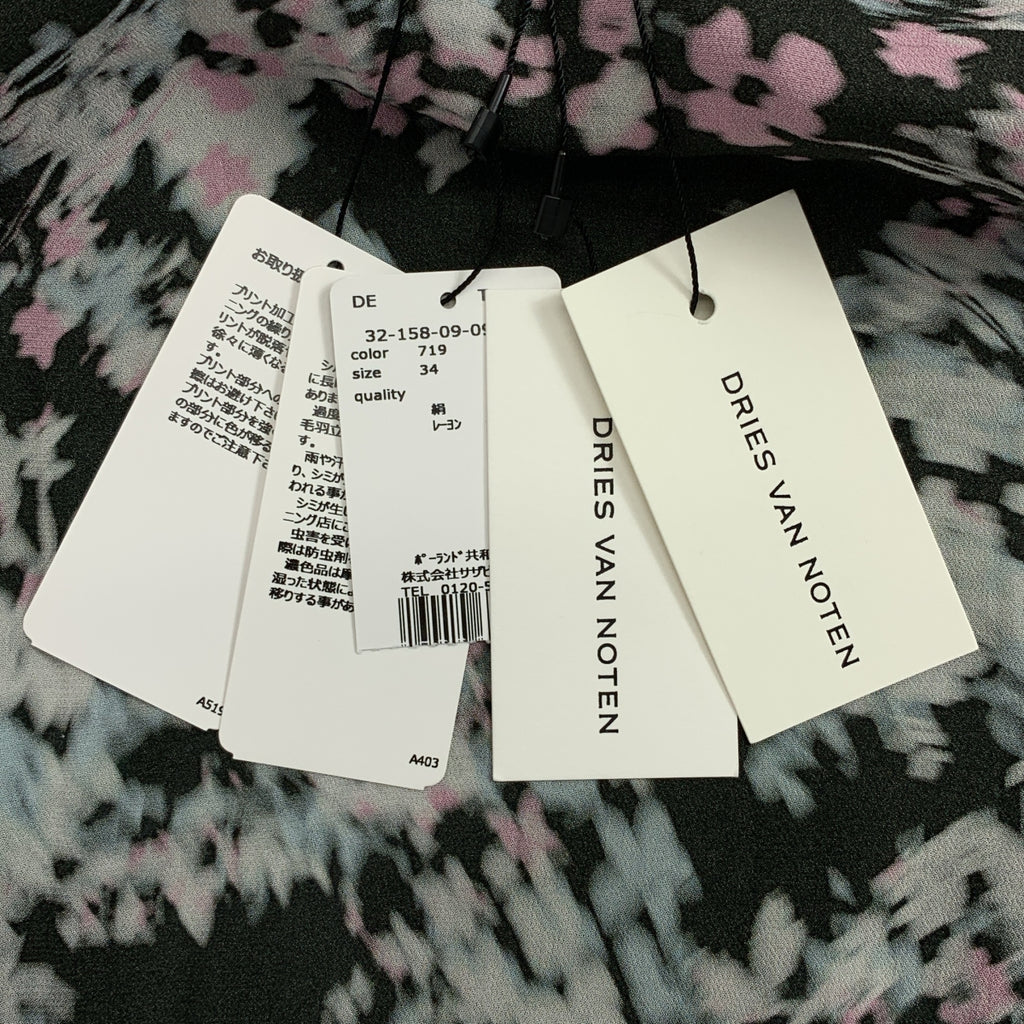 お取り扱
プリント加工
ニングの繰り
リントが脱落
徐々に薄くな
す。
プリント部分への
擦はお避け下さ
プリント部分を強
の部分に色が移る
ますのでご注意下さ
A519
シ
に長
ありま
過度
毛羽立
す。
雨や汗
り、シミが
われる事が
シミが生じ
ニング店にご
虫害を受け
際は防虫剤
濃色品は摩
湿った状態に
移りする事があ
A403
DE
32-158-09-09
color 719
size 34
quality
絹
レーヨン
ポーランド共和
株式会社サザビ
TEL 0120-5
DRIES VAN NOTEN
DRIES VAN NOTEN